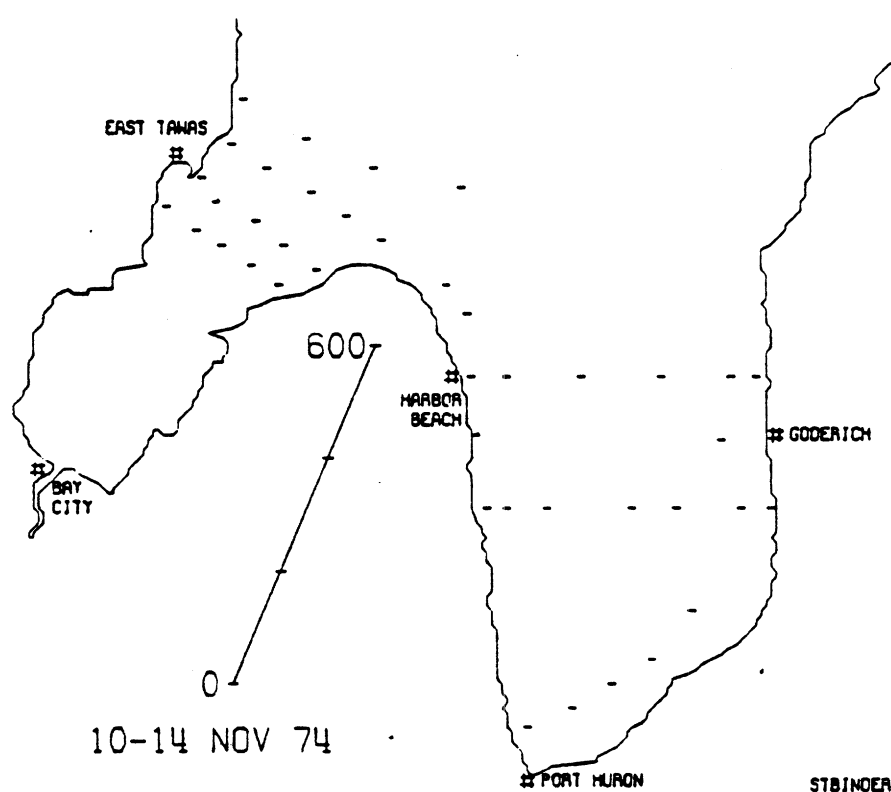 EAST TAWAS
600
HARBOR
BEACH
GODERICH
BAY
CITY
0
10-14 NOV 74
PORT HURON
STBINDER